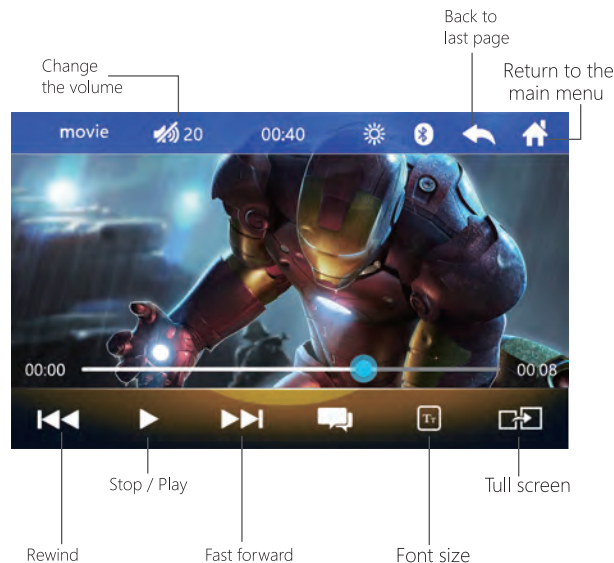 Back to
last page
Change
the volume
Return to the
main menu
movie 20 00:40
00:00 00:08
TT
Stop / Play
Tull screen
Rewind
Fast forward
Font size